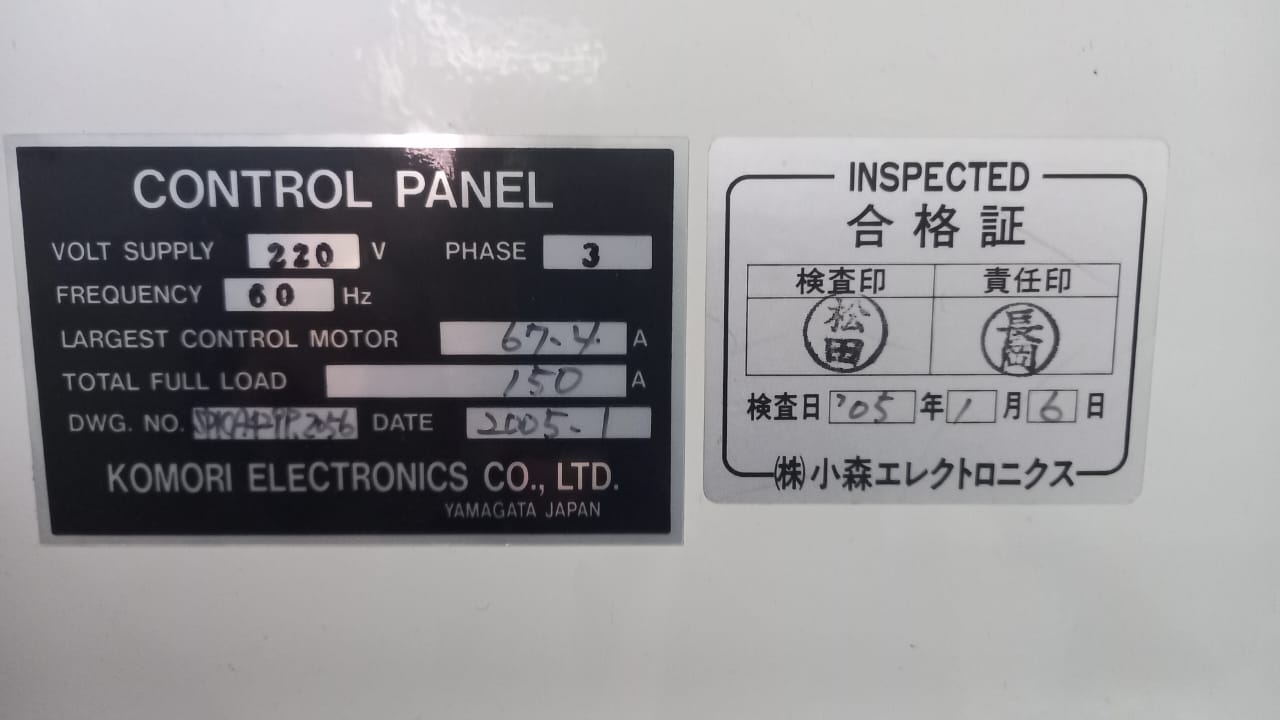 CONTROL PANEL
VOLT SUPPLY 220 V PHASE 3
FREQUENCY 60 Hz
LARGEST CONTROL MOTOR 67.4 A
TOTAL FULL LOAD 150 A
DWG. NO. DATE 2005-1
KOMORI ELECTRONICS CO., LTD.
YAMAGATA JAPAN
INSPECTED
合格証
検査印 責任印
松田 長岡
検査日 '05 年 1 月 6 日
㈱小森エレクトロニクス